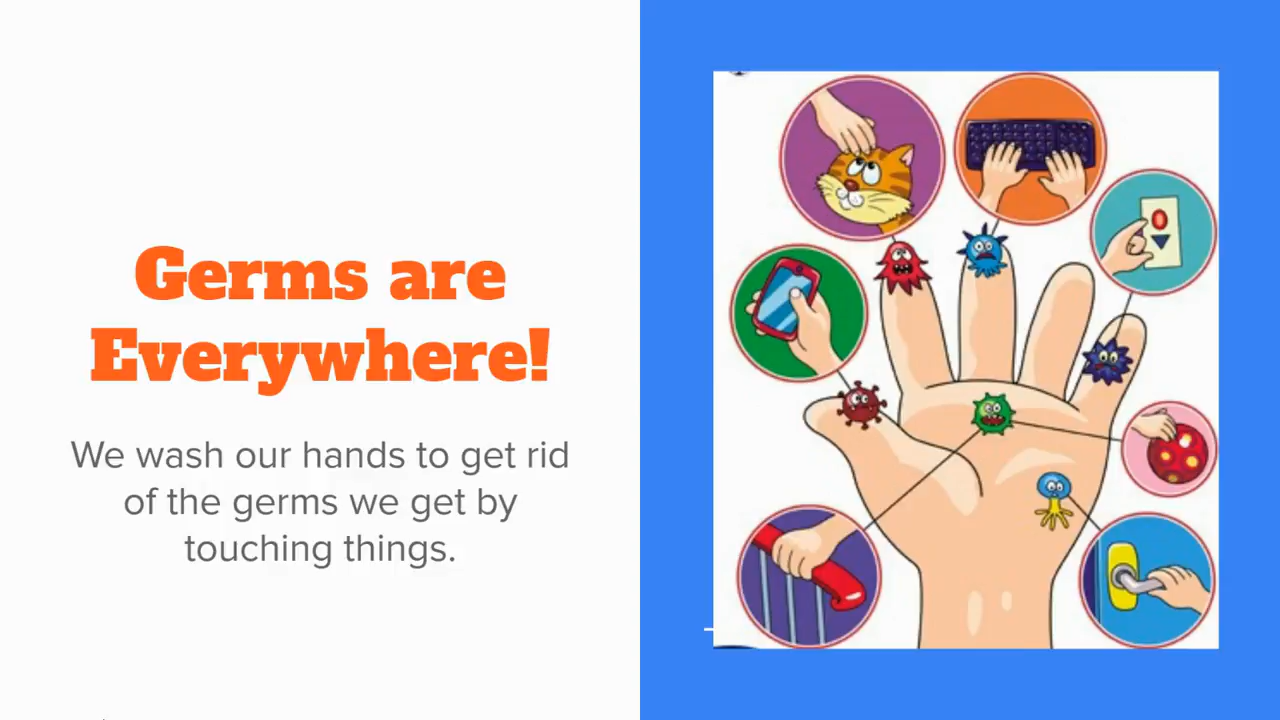 Germs are
Everywhere!
We wash our hands to get rid
of the germs we get by
touching things.